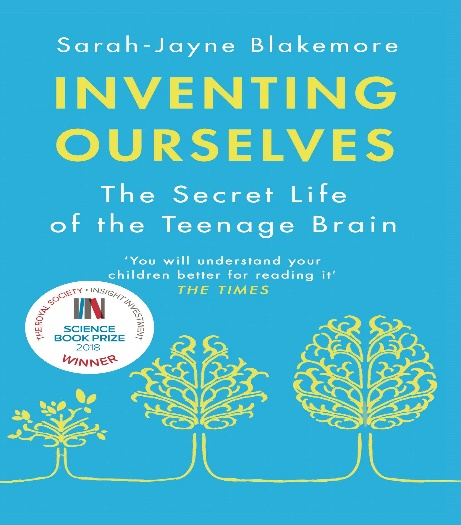 Sarah-Jayne Blakemore
INVENTING
OURSELVES
The Secret Life
of the Teenage Brain
‘You will understand your
children better for reading it’
THE TIMES
THE ROYAL SOCIETY • INSIGHT INVESTMENT
SCIENCE
BOOK PRIZE
2018
WINNER